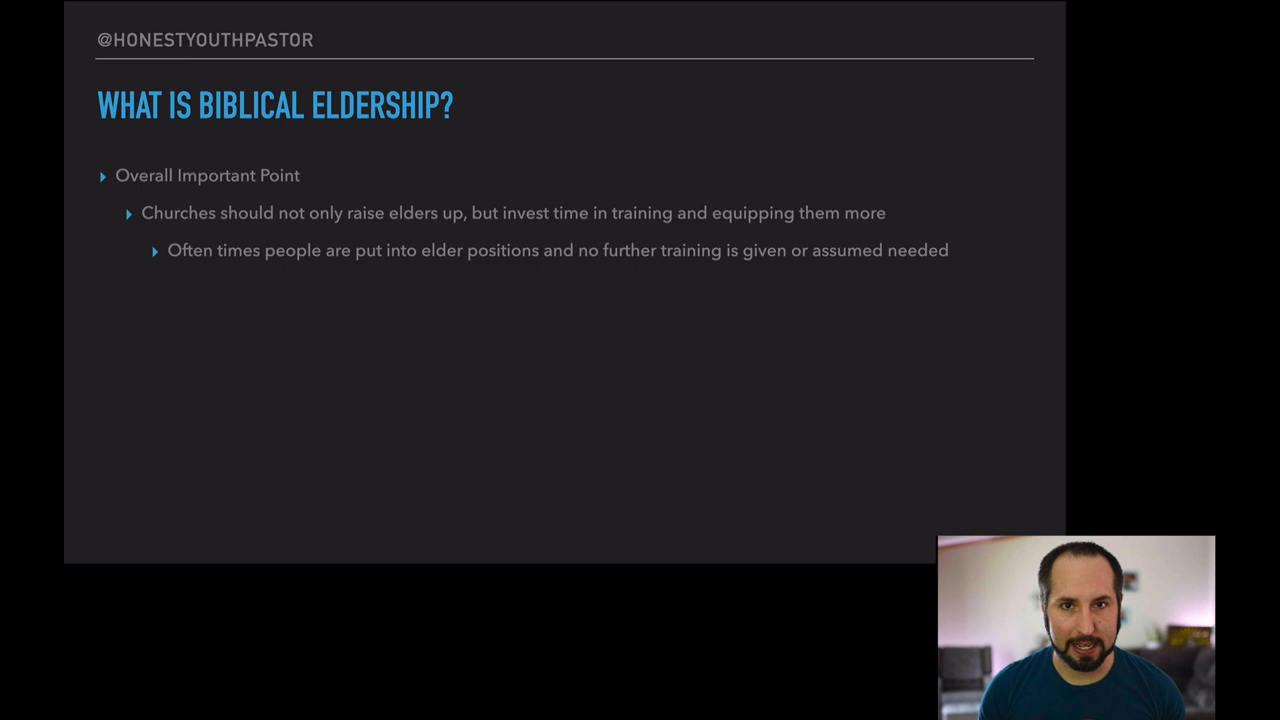 @HONESTYOUTHPASTOR
WHAT IS BIBLICAL ELDERSHIP?
Overall Important Point
Churches should not only raise elders up, but invest time in training and equipping them more
Often times people are put into elder positions and no further training is given or assumed needed